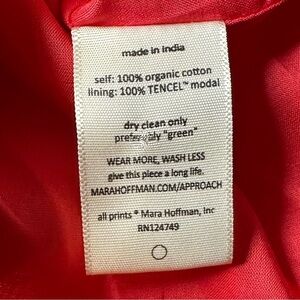 made in india
self: 100% organic cotton
lining: 100% TENCEL™ modal
dry clean only
preferably "green"
WEAR MORE, WASH LESS
give this piece a long life.
MARAHOFFMAN.COM/APPROACH
all prints ® Mara Hoffman, Inc
RN124749